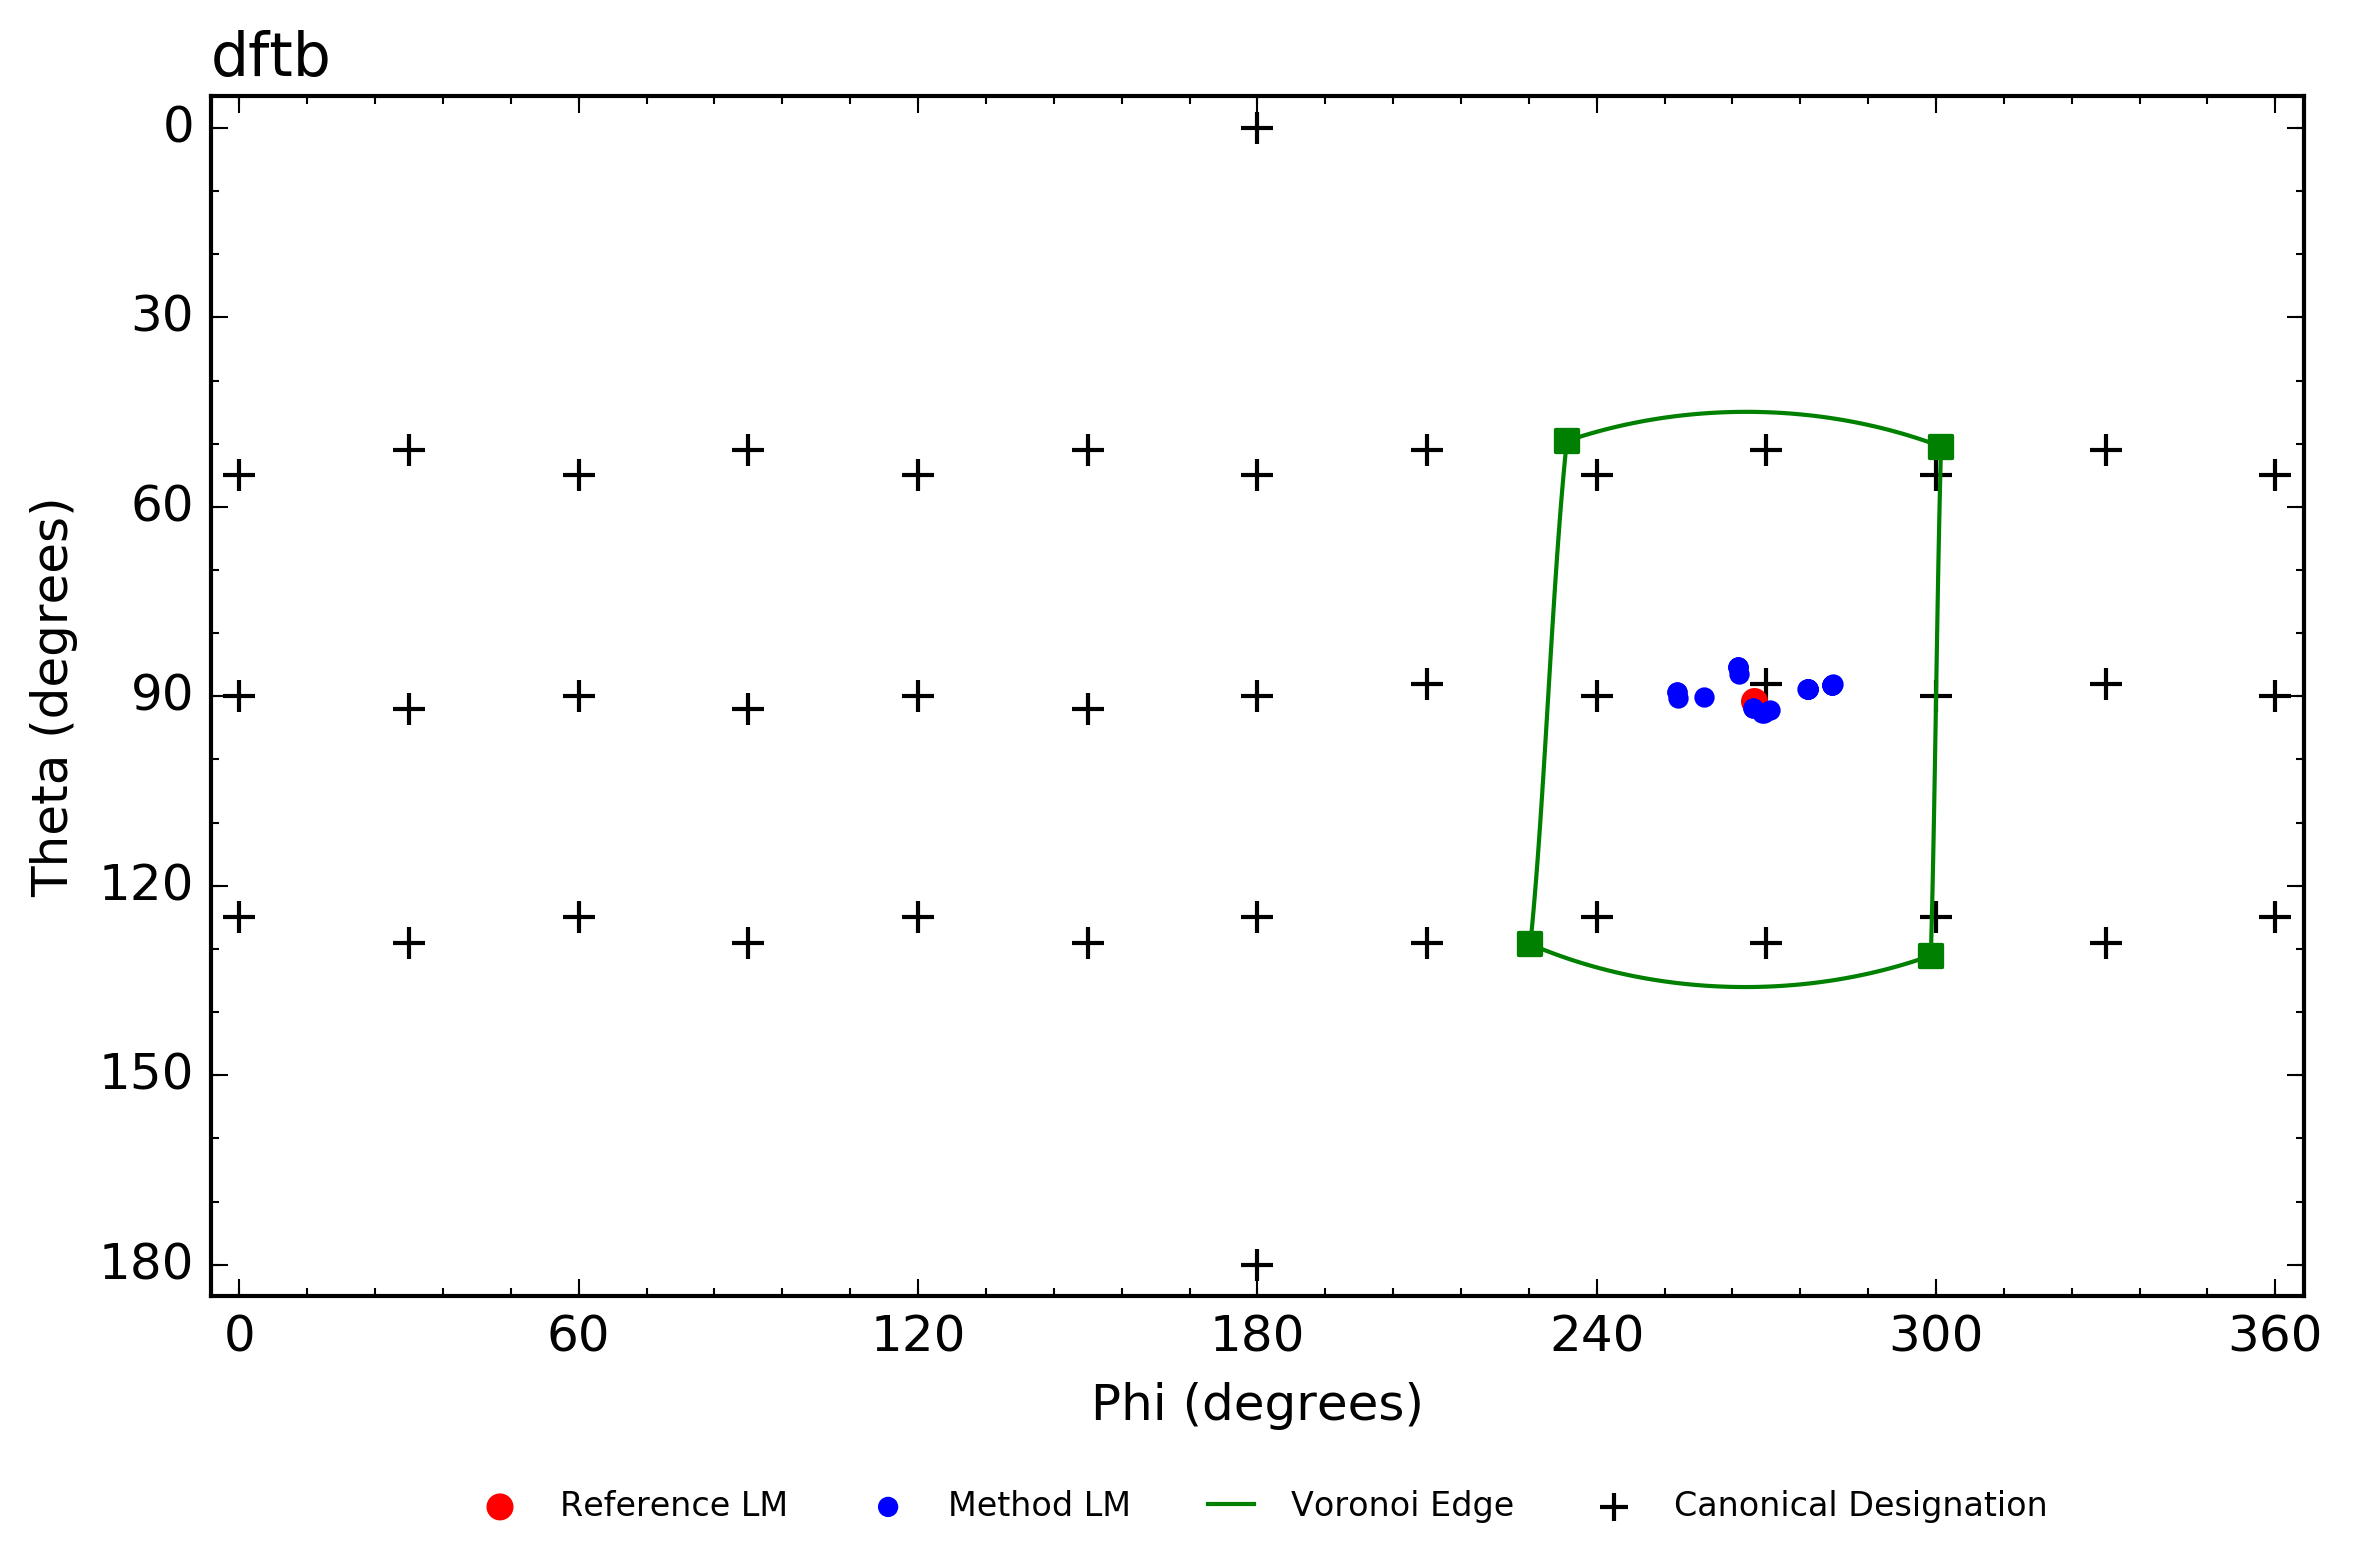 dftb
0
30
60
90
120
150
180
Theta (degrees)
0 60 120 180 240 300 360
Phi (degrees)
Reference LM Method LM Voronoi Edge Canonical Designation